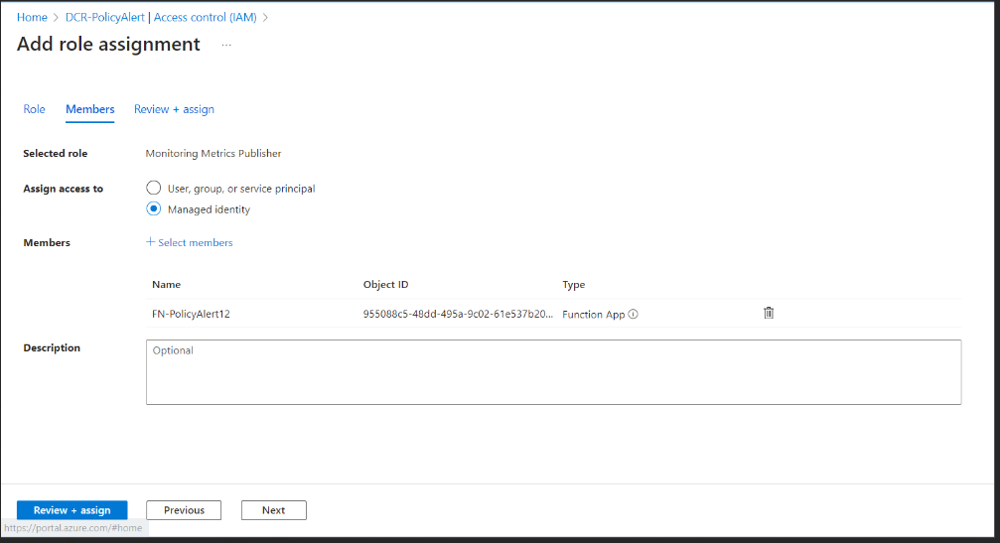 Home > DCR-PolicyAlert | Access control (IAM) >
Add role assignment ...
Role Members Review + assign
Selected role Monitoring Metrics Publisher
Assign access to User, group, or service principal
Managed identity
Members + Select members
Name Object ID Type
FN-PolicyAlert12 955088c5-48dd-495a-9c02-61e537b20... Function App
Description Optional
Review + assign Previous Next
https://portal.azure.com/#home